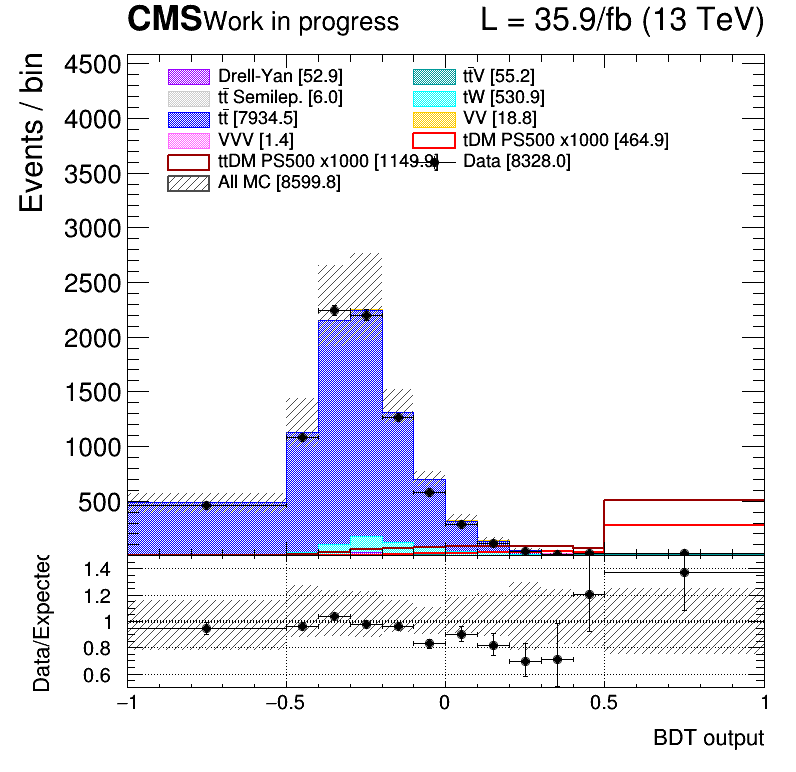 CMS Work in progress L = 35.9/fb (13 TeV)
Events / bin
4500
4000
3500
3000
2500
2000
1500
1000
500
Drell-Yan [52.9]
tt̄V [55.2]
tt̄ Semilep. [6.0]
tW [530.9]
tt̄ [7934.5]
VV [18.8]
VVV [1.4]
tDM PS500 x1000 [464.9]
ttDM PS500 x1000 [1149.9]
Data [8328.0]
All MC [8599.8]
Data/Expected
1.4
1.2
1
0.8
0.6
−1 −0.5 0 0.5 1
BDT output